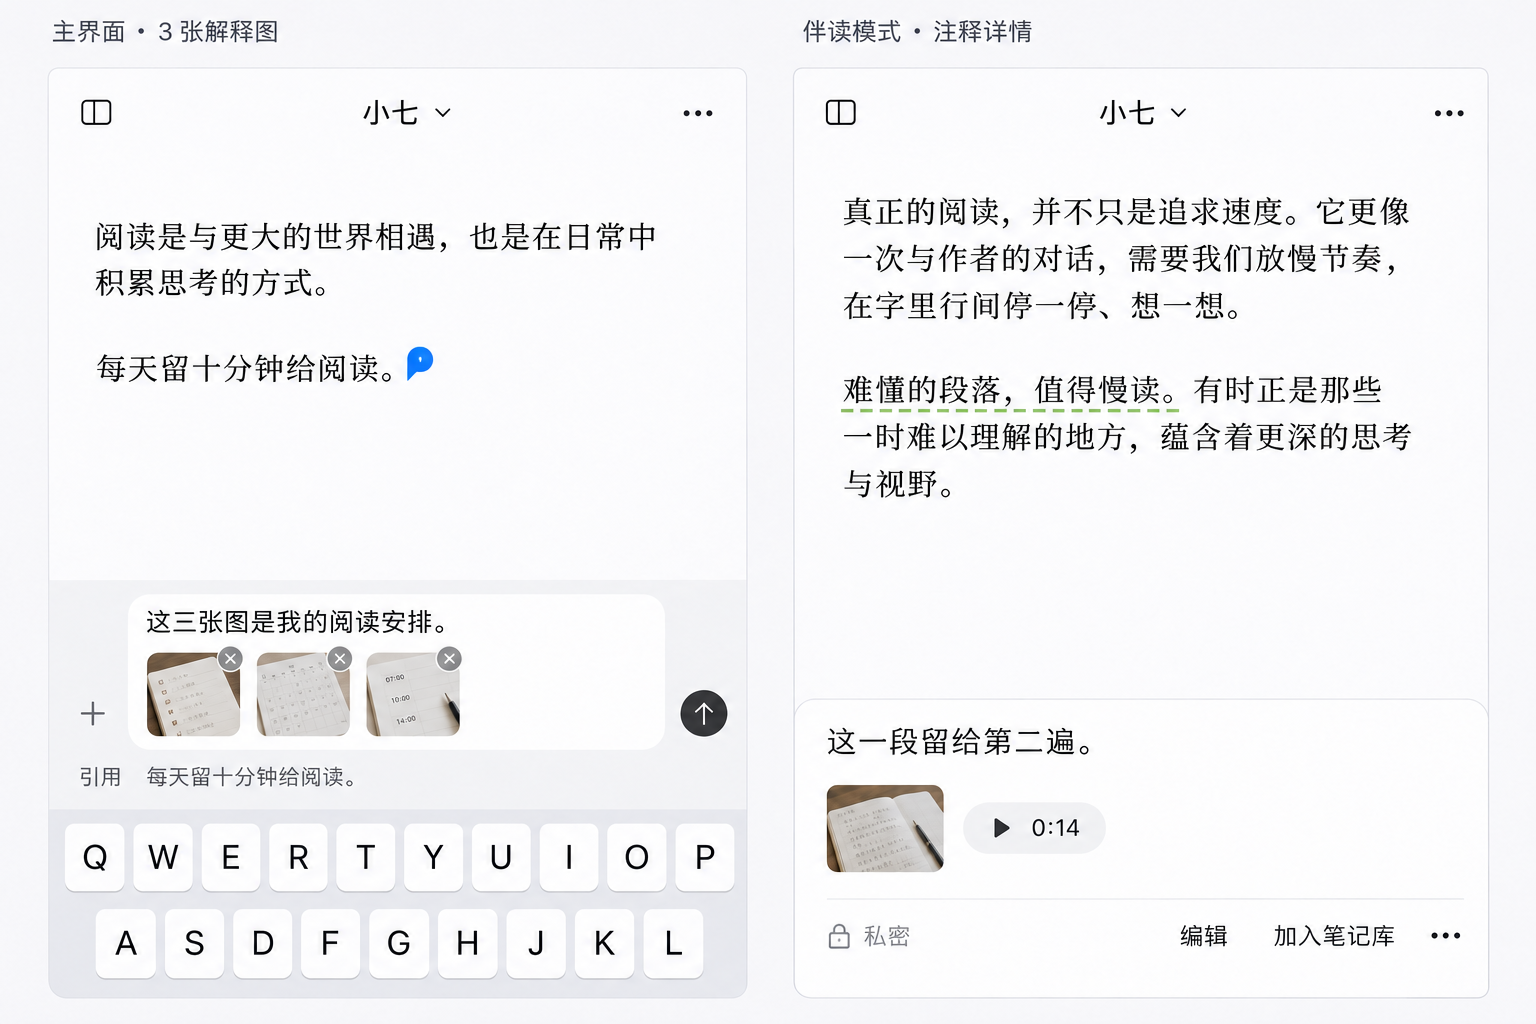 主界面 • 3 张解释图
小七
阅读是与更大的世界相遇，也是在日常中
积累思考的方式。
每天留十分钟给阅读。
这三张图是我的阅读安排。
07:00
10:00
14:00
引用 每天留十分钟给阅读。
Q W E R T Y U I O P
A S D F G H J K L
伴读模式 • 注释详情
小七
真正的阅读，并不只是追求速度。它更像
一次与作者的对话，需要我们放慢节奏，
在字里行间停一停、想一想。
难懂的段落，值得慢读。有时正是那些
一时难以理解的地方，蕴含着更深的思考
与视野。
这一段留给第二遍。
0:14
私密 编辑 加入笔记库